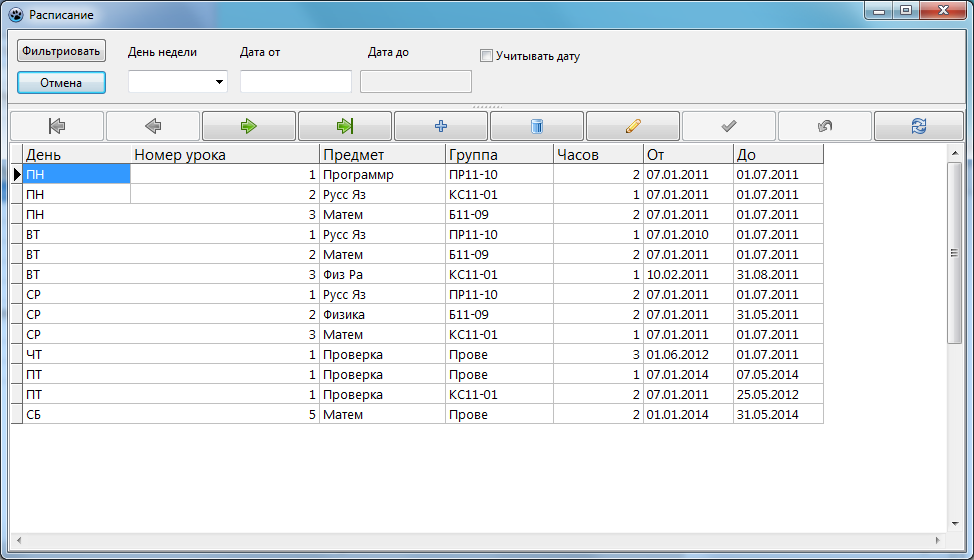 Расписание
Фильтриовать День недели Дата от Дата до Учитывать дату
Отмена
День Номер урока Предмет Группа Часов От До
ПН 1 Программр ПР11-10 2 07.01.2011 01.07.2011
ПН 2 Русс Яз КС11-01 1 07.01.2011 01.07.2011
ПН 3 Матем Б11-09 2 07.01.2011 01.07.2011
ВТ 1 Русс Яз ПР11-10 1 07.01.2010 01.07.2011
ВТ 2 Матем Б11-09 2 07.01.2011 01.07.2011
ВТ 3 Физ Ра КС11-01 1 10.02.2011 31.08.2011
СР 1 Русс Яз ПР11-10 2 07.01.2011 01.07.2011
СР 2 Физика Б11-09 2 07.01.2011 31.05.2011
СР 3 Матем КС11-01 1 07.01.2011 01.07.2011
ЧТ 1 Проверка Прове 3 01.06.2012 01.07.2011
ПТ 1 Проверка Прове 1 07.01.2014 07.05.2014
ПТ 1 Проверка КС11-01 2 07.01.2011 25.05.2012
СБ 5 Матем Прове 2 01.01.2014 31.05.2014